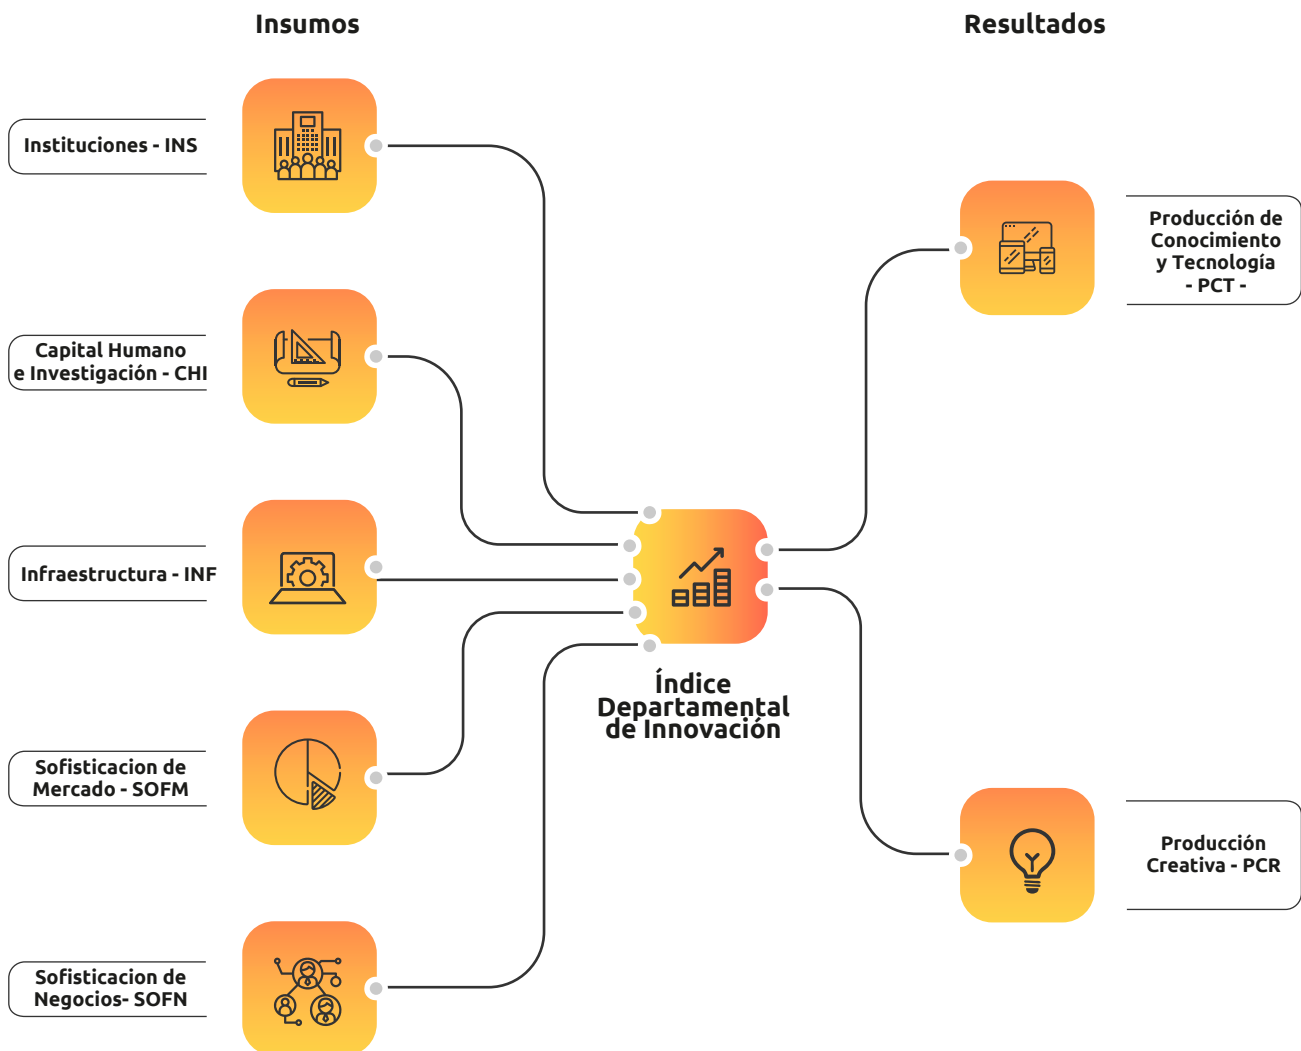 Insumos
Resultados
Instituciones - INS
Capital Humano
e Investigación - CHI
Infraestructura - INF
Sofisticacion de
Mercado - SOFM
Sofisticacion de
Negocios- SOFN
Índice
Departamental
de Innovación
Producción de
Conocimiento
y Tecnología
- PCT -
Producción
Creativa - PCR